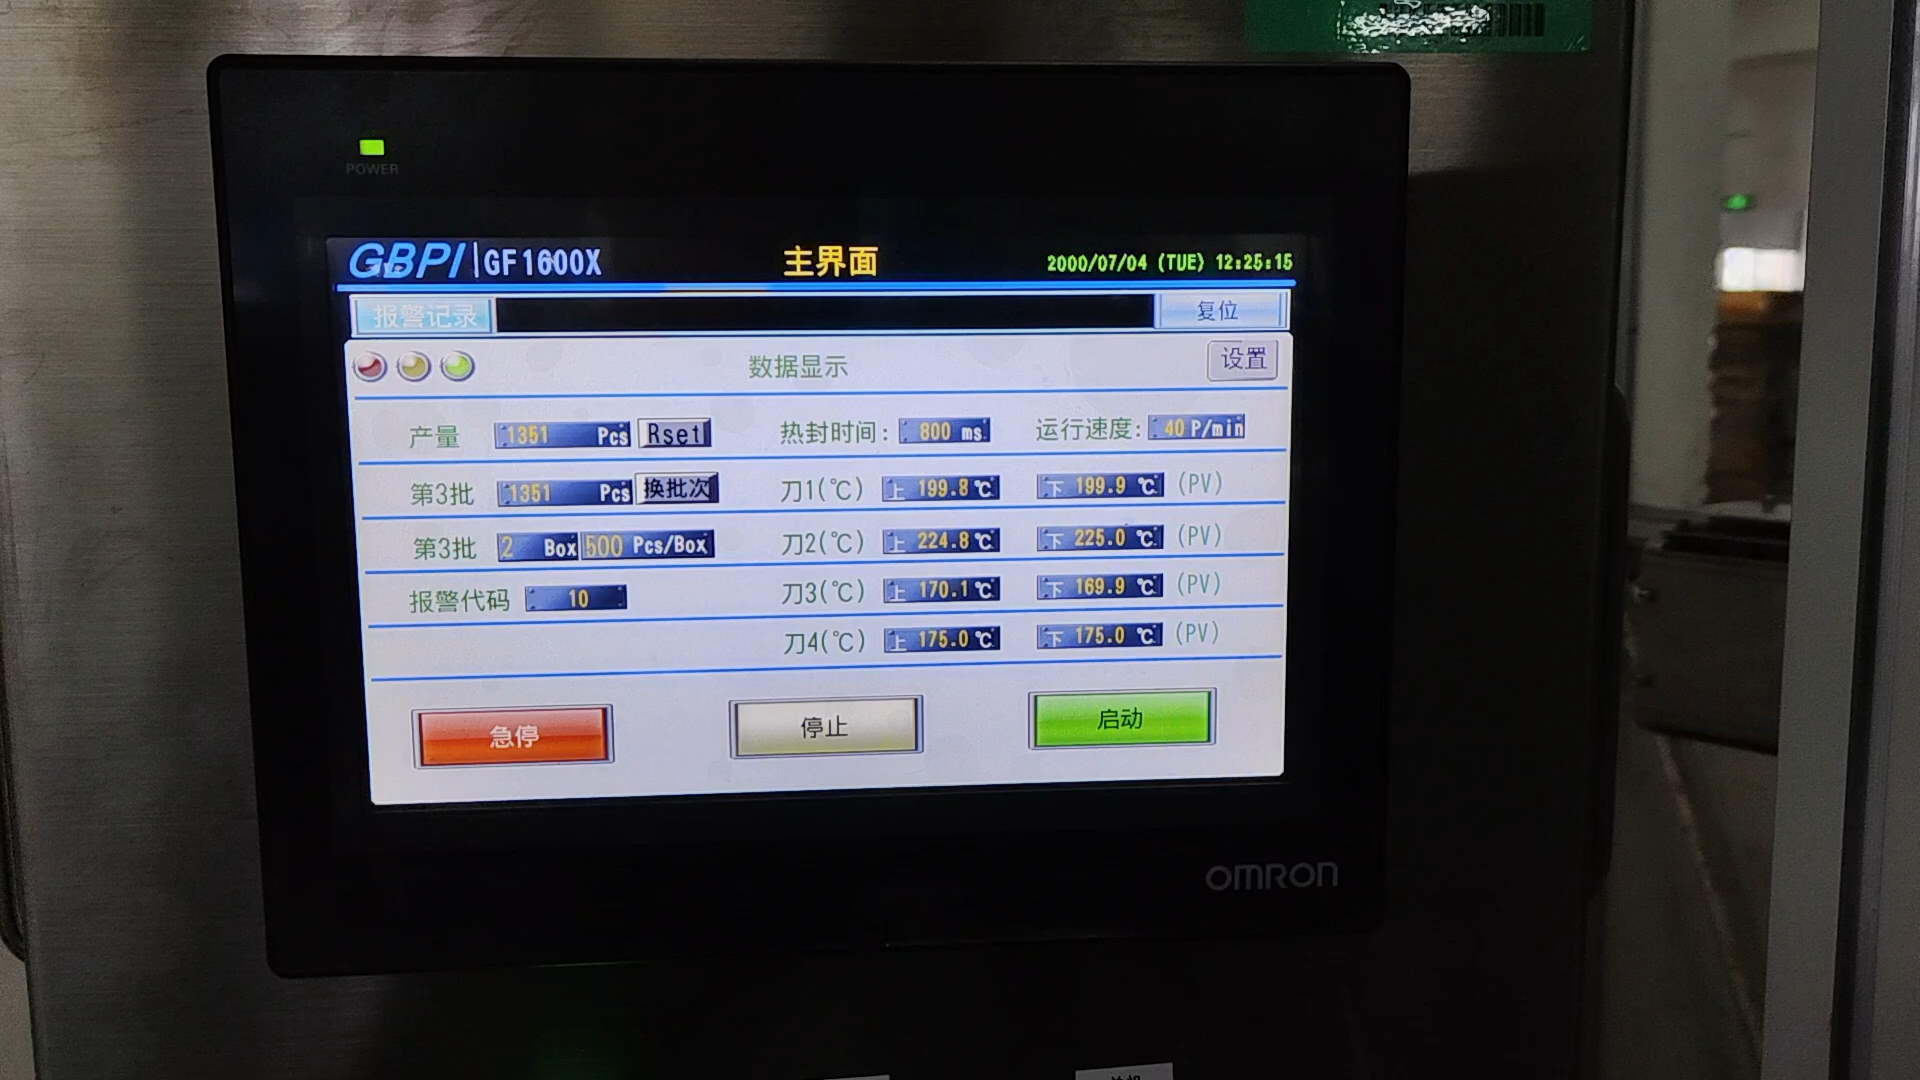 POWER
GBPI GF1600X 主界面 2000/07/04 (TUE) 12:25:15
报警记录 复位
数据显示 设置
产量 1351 Pcs Rset 热封时间: 800 ms 运行速度: 40 P/min
第3批 1351 Pcs 换批次 刀1(℃) 上 199.8 ℃ 下 199.9 ℃ (PV)
第3批 2 Box 500 Pcs/Box 刀2(℃) 上 224.8 ℃ 下 225.0 ℃ (PV)
报警代码 10 刀3(℃) 上 170.1 ℃ 下 169.9 ℃ (PV)
刀4(℃) 上 175.0 ℃ 下 175.0 ℃ (PV)
急停 停止 启动
OMRON